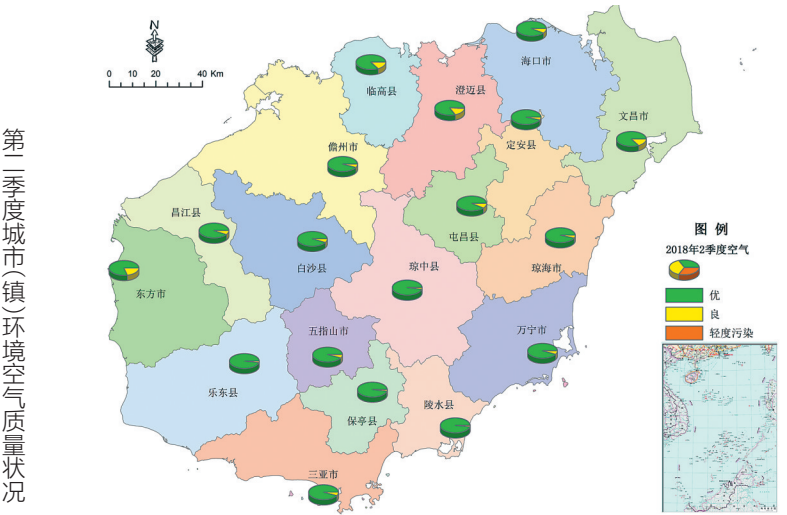 第二季度城市(镇)环境空气质量状况
N
0 10 20 40 Km
海口市
临高县
澄迈县
文昌市
定安县
儋州市
昌江县
屯昌县
白沙县
琼中县
琼海市
东方市
五指山市
万宁市
乐东县
保亭县
陵水县
三亚市
图 例
2018年2季度空气
优
良
轻度污染